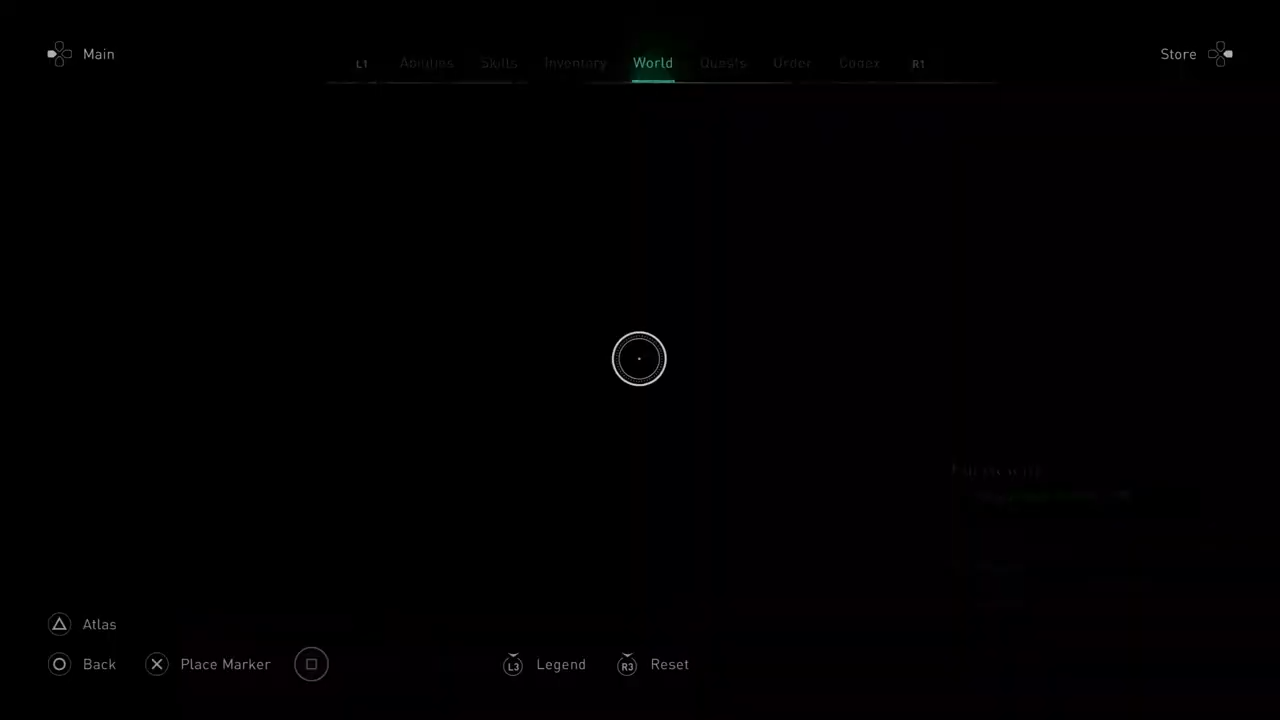 Main
L1 Abilities Skills Inventory World Quests Order Codex R1
Store
Atlas
Back Place Marker L3 Legend R3 Reset